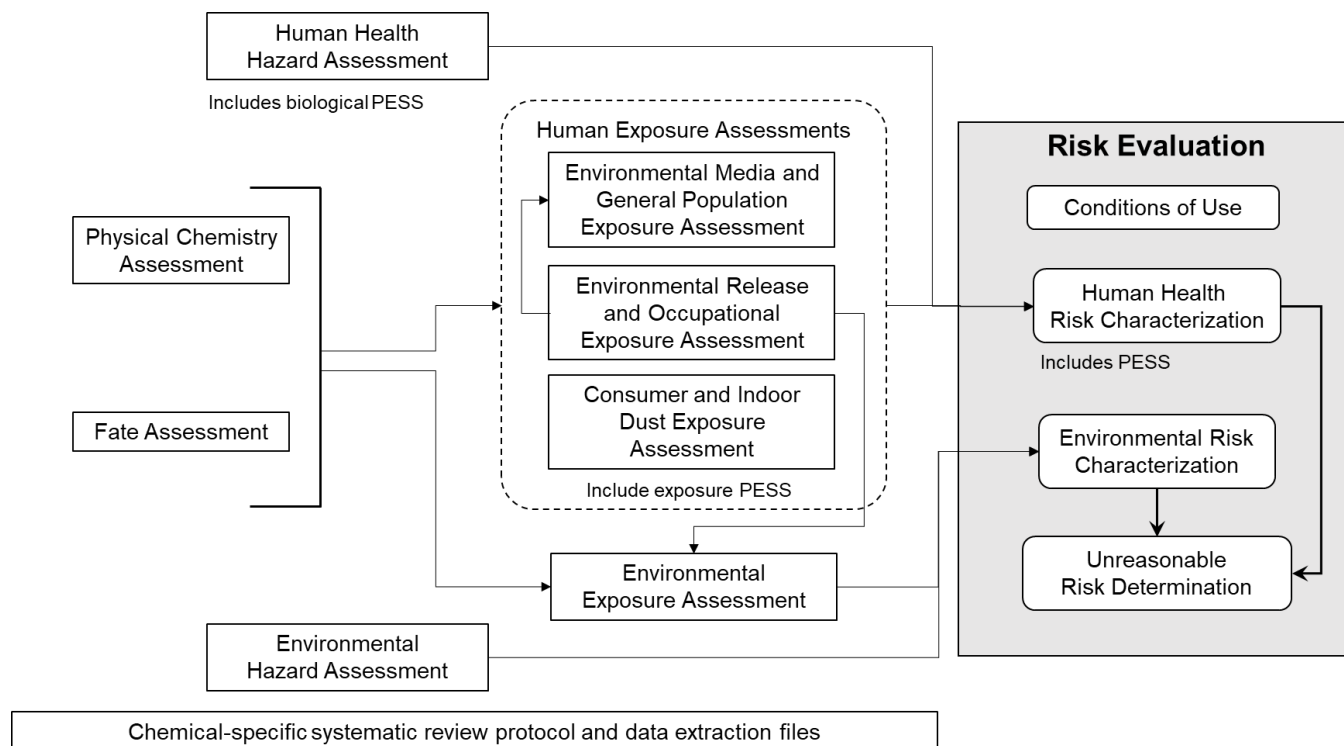 Human Health
Hazard Assessment
Includes biological PESS
Physical Chemistry
Assessment
Fate Assessment
Human Exposure Assessments
Environmental Media and
General Population
Exposure Assessment
Environmental Release
and Occupational
Exposure Assessment
Consumer and Indoor
Dust Exposure
Assessment
Include exposure PESS
Environmental
Exposure Assessment
Environmental
Hazard Assessment
Risk Evaluation
Conditions of Use
Human Health
Risk Characterization
Includes PESS
Environmental Risk
Characterization
Unreasonable
Risk Determination
Chemical-specific systematic review protocol and data extraction files